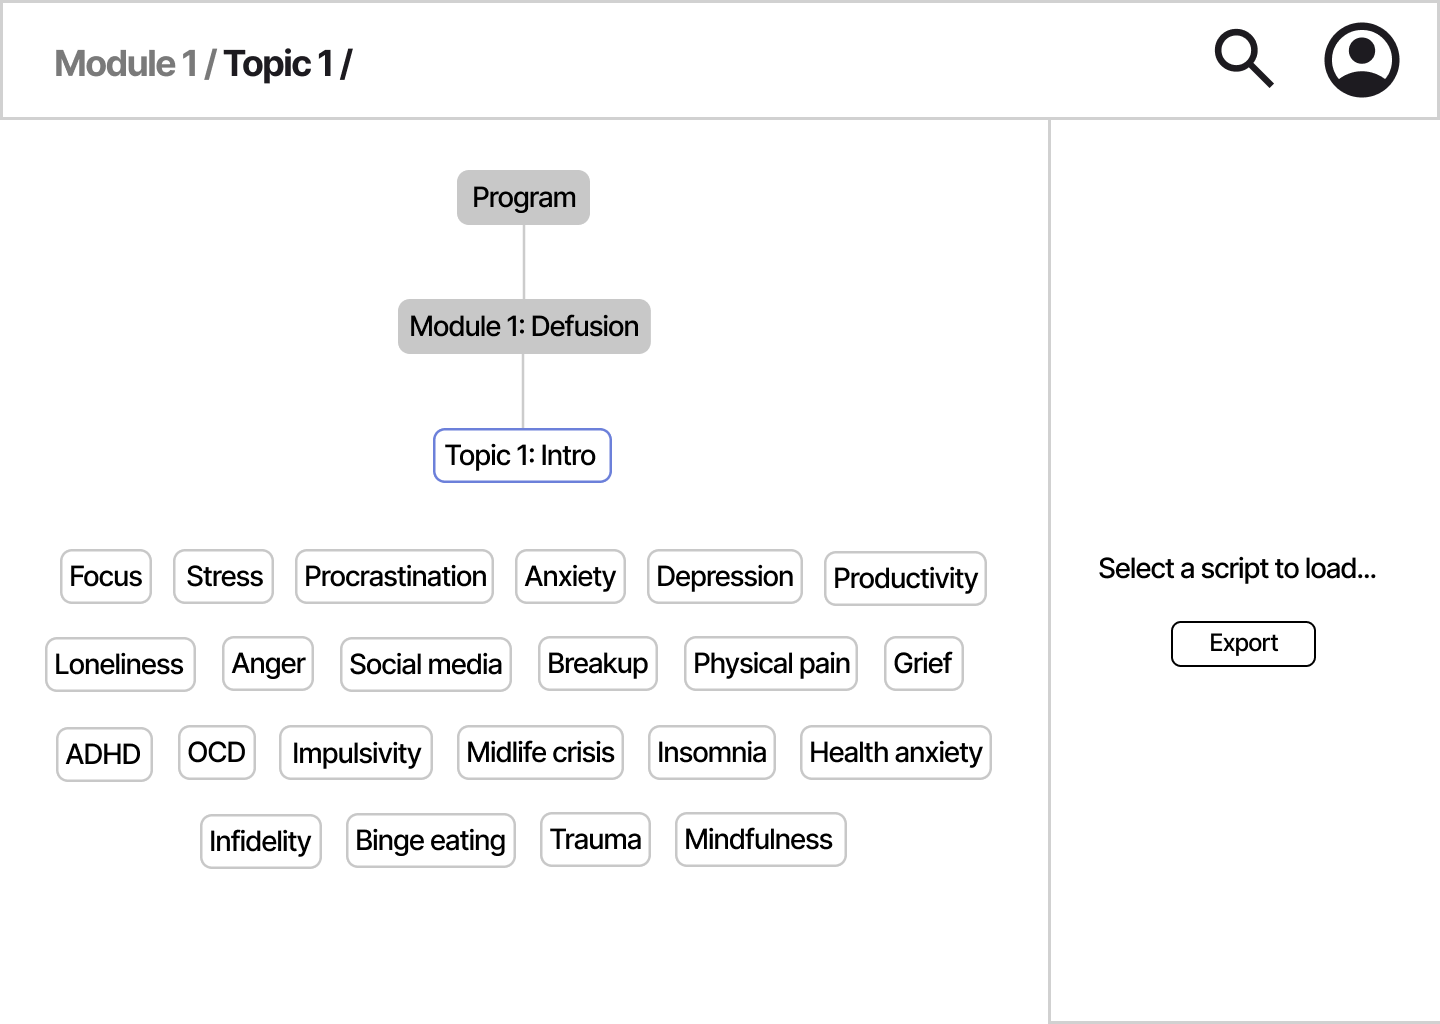 Module 1 / Topic 1 /
Program
Module 1: Defusion
Topic 1: Intro
Focus
Stress
Procrastination
Anxiety
Depression
Productivity
Loneliness
Anger
Social media
Breakup
Physical pain
Grief
ADHD
OCD
Impulsivity
Midlife crisis
Insomnia
Health anxiety
Infidelity
Binge eating
Trauma
Mindfulness
Select a script to load...
Export